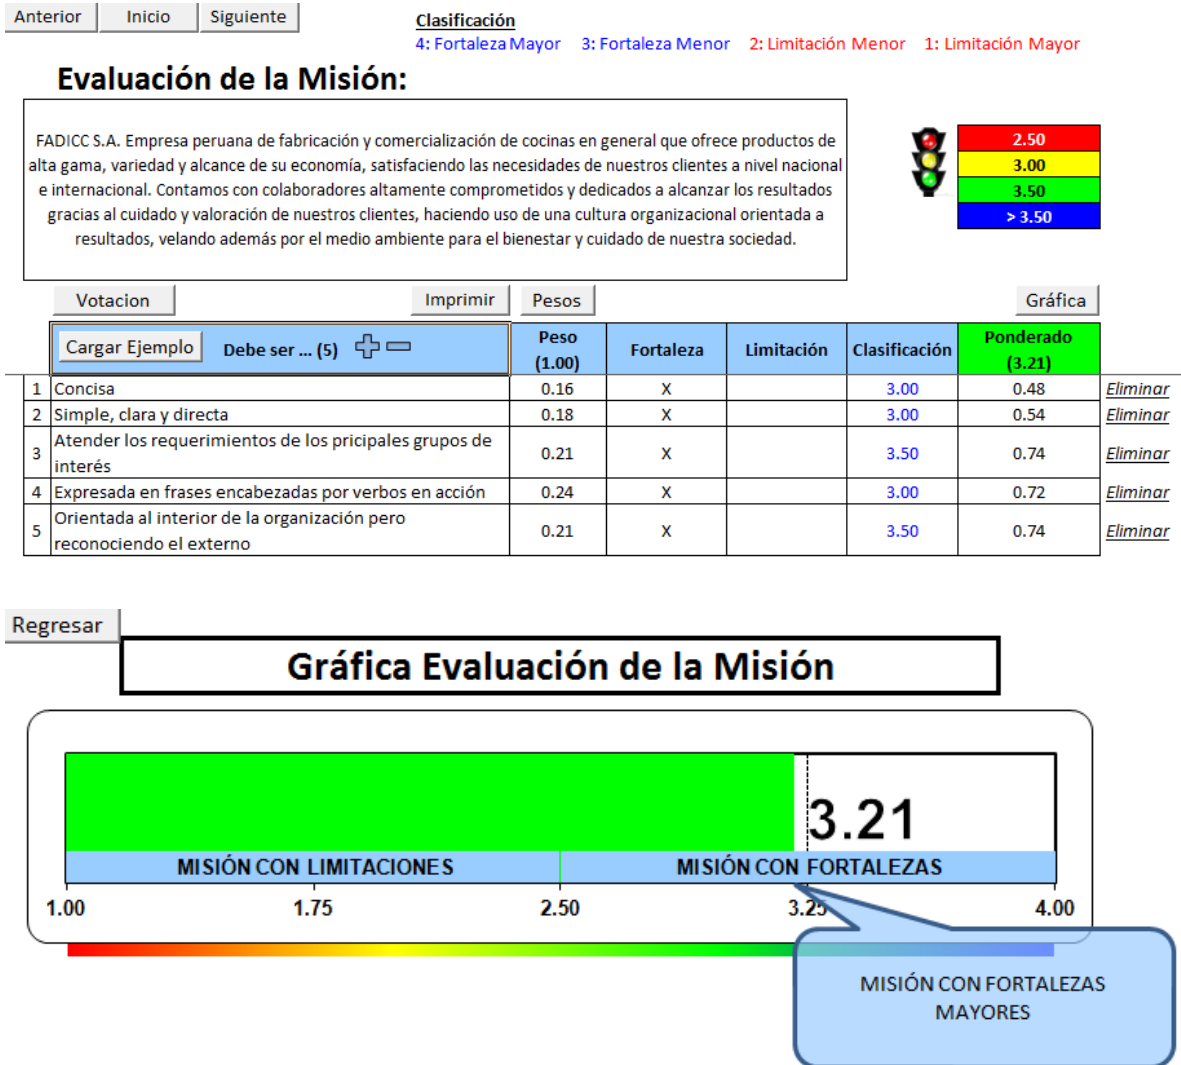 Anterior Inicio Siguiente
Clasificación
4: Fortaleza Mayor 3: Fortaleza Menor 2: Limitación Menor 1: Limitación Mayor
Evaluación de la Misión:
FADICC S.A. Empresa peruana de fabricación y comercialización de cocinas en general que ofrece productos de
alta gama, variedad y alcance de su economía, satisfaciendo las necesidades de nuestros clientes a nivel nacional
e internacional. Contamos con colaboradores altamente comprometidos y dedicados a alcanzar los resultados
gracias al cuidado y valoración de nuestros clientes, haciendo uso de una cultura organizacional orientada a
resultados, velando además por el medio ambiente para el bienestar y cuidado de nuestra sociedad.
2.50
3.00
3.50
> 3.50
Votacion Imprimir Pesos Gráfica
Cargar Ejemplo Debe ser ... (5) Peso (1.00) Fortaleza Limitación Clasificación Ponderado (3.21)
1 Concisa 0.16 X 3.00 0.48 Eliminar
2 Simple, clara y directa 0.18 X 3.00 0.54 Eliminar
3 Atender los requerimientos de los pricipales grupos de
interés 0.21 X 3.50 0.74 Eliminar
4 Expresada en frases encabezadas por verbos en acción 0.24 X 3.00 0.72 Eliminar
5 Orientada al interior de la organización pero
reconociendo el externo 0.21 X 3.50 0.74 Eliminar
Regresar
Gráfica Evaluación de la Misión
3.21
MISIÓN CON LIMITACIONES MISIÓN CON FORTALEZAS
1.00 1.75 2.50 3.25 4.00
MISIÓN CON FORTALEZAS
MAYORES